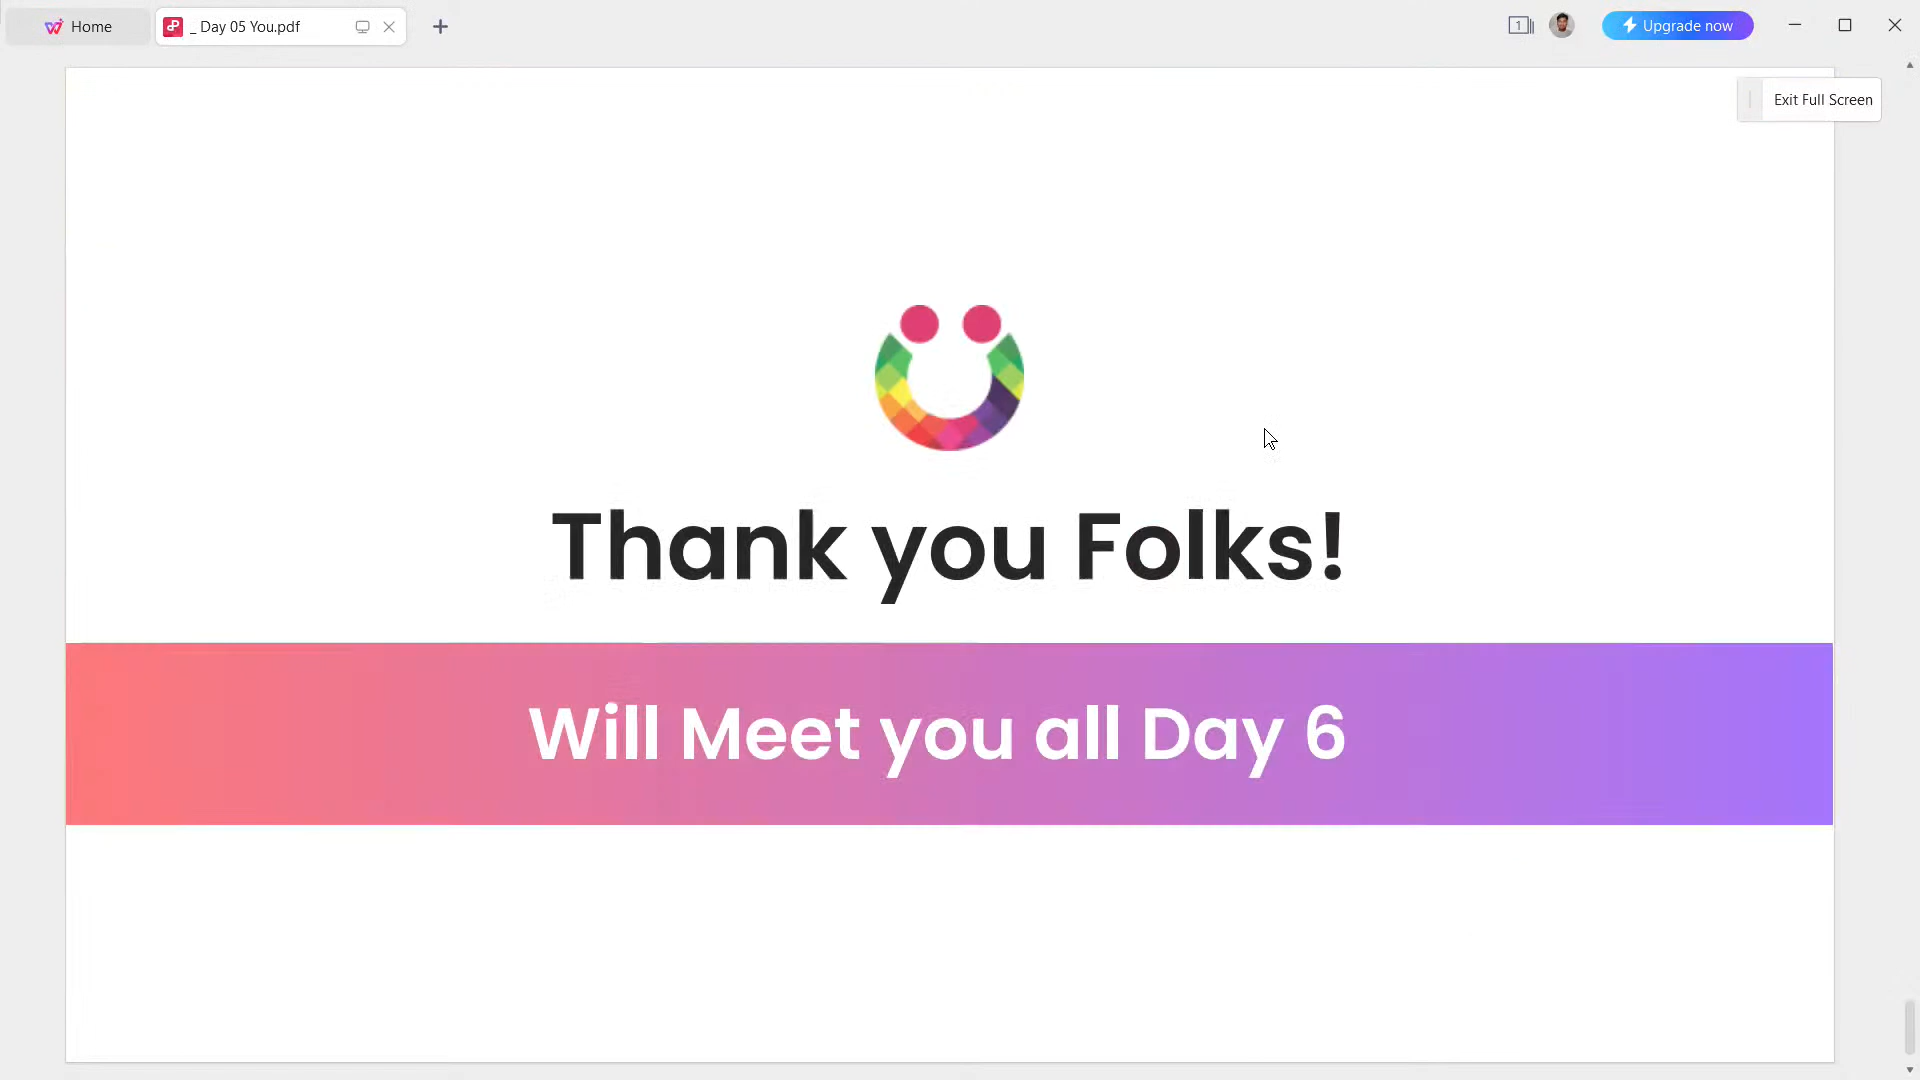 Home
_ Day 05 You.pdf
1
Upgrade now
Exit Full Screen
Thank you Folks!
Will Meet you all Day 6